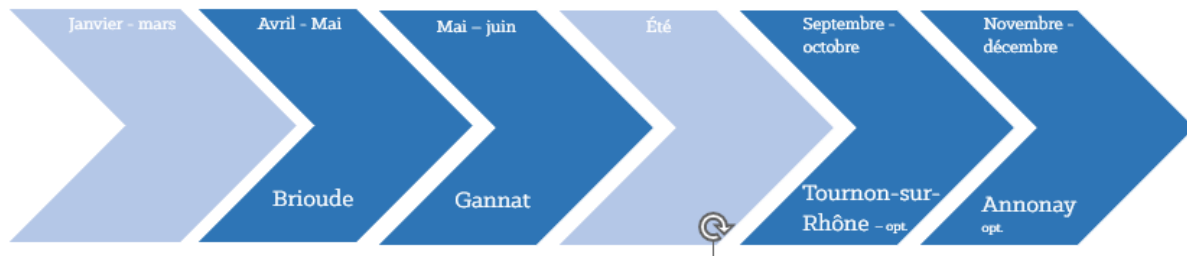 Janvier - mars
Avril - Mai
Mai – juin
Été
Septembre -
octobre
Novembre -
décembre
Brioude
Gannat
Tournon-sur-
Rhône – opt.
Annonay
opt.